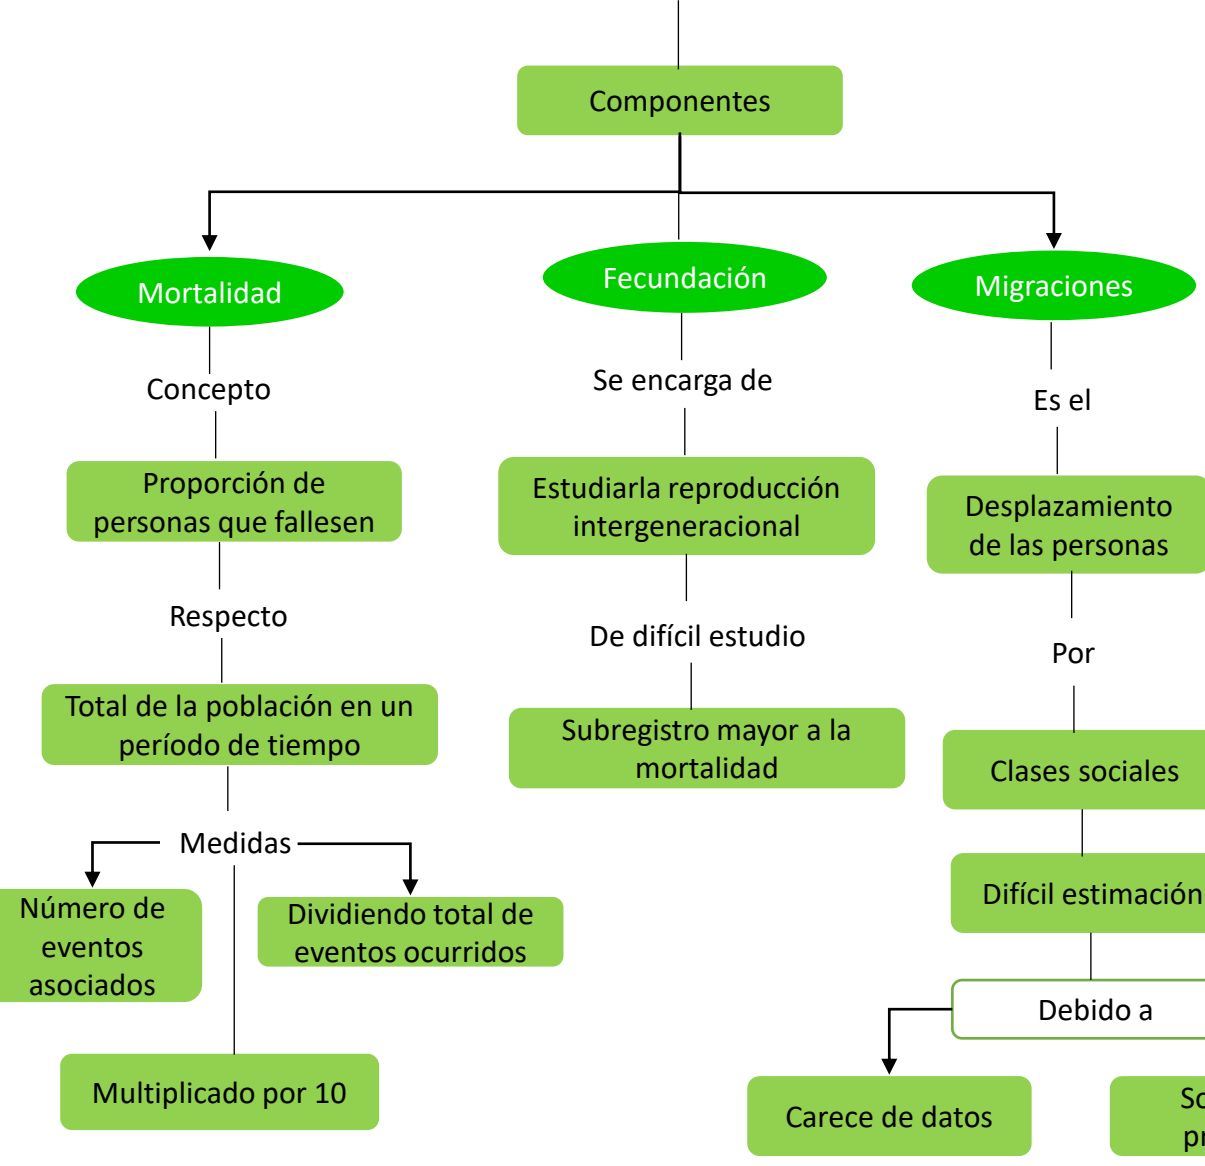 Componentes
Mortalidad
Fecundación
Migraciones
Concepto
Se encarga de
Es el
Proporción de
personas que fallesen
Estudiarla reproducción
intergeneracional
Desplazamiento
de las personas
Respecto
De difícil estudio
Por
Total de la población en un
período de tiempo
Subregistro mayor a la
mortalidad
Clases sociales
Medidas
Número de
eventos
asociados
Dividiendo total de
eventos ocurridos
Difícil estimación
Debido a
Multiplicado por 10
Carece de datos